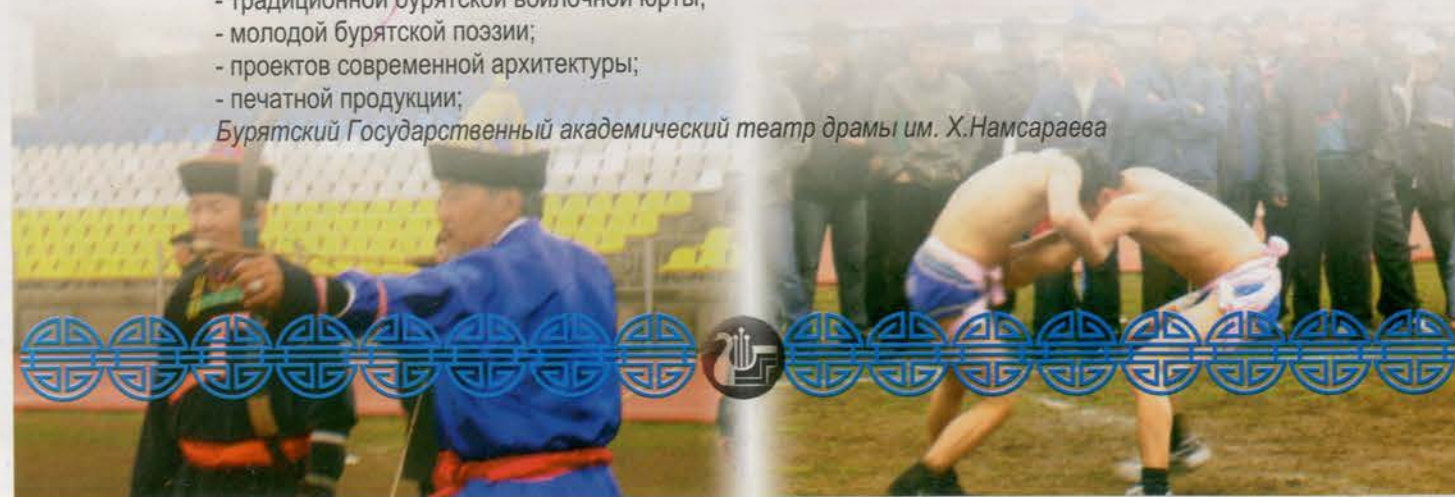 - традиционной бурятской войлочной юрты;
- молодой бурятской поэзии;
- проектов современной архитектуры;
- печатной продукции;
Бурятский Государственный академический театр драмы им. Х.Намсараева